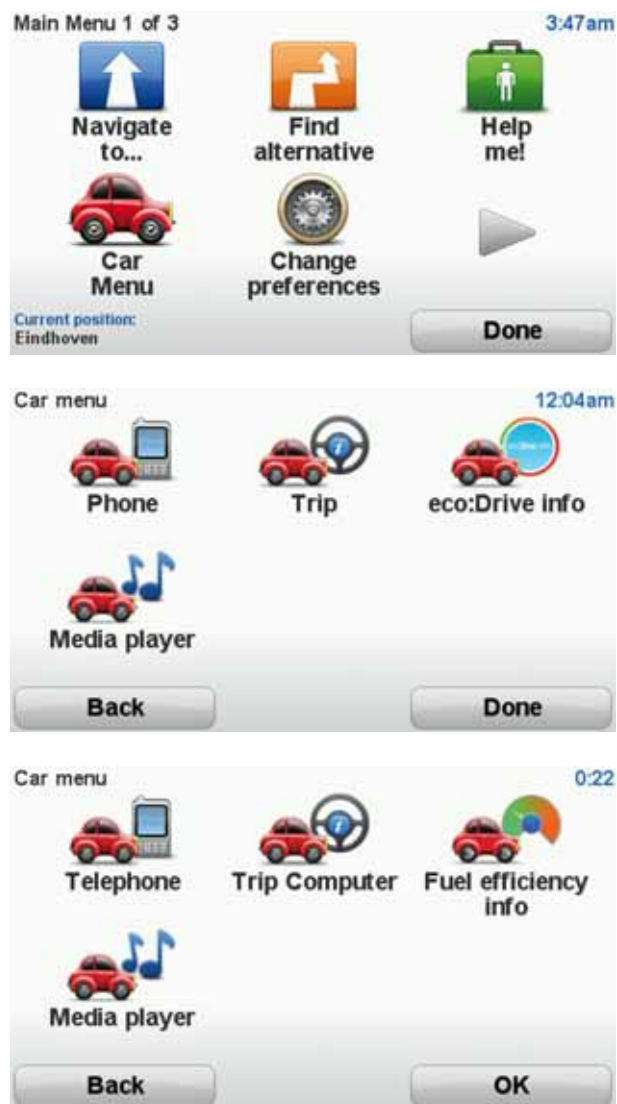 Main Menu 1 of 3 3:47am
Navigate to... Find alternative Help me!
Car Menu Change preferences
Current position:
Eindhoven
Done
Car menu 12:04am
Phone Trip eco:Drive info
Media player
Back Done
Car menu 0:22
Telephone Trip Computer Fuel efficiency info
Media player
Back OK